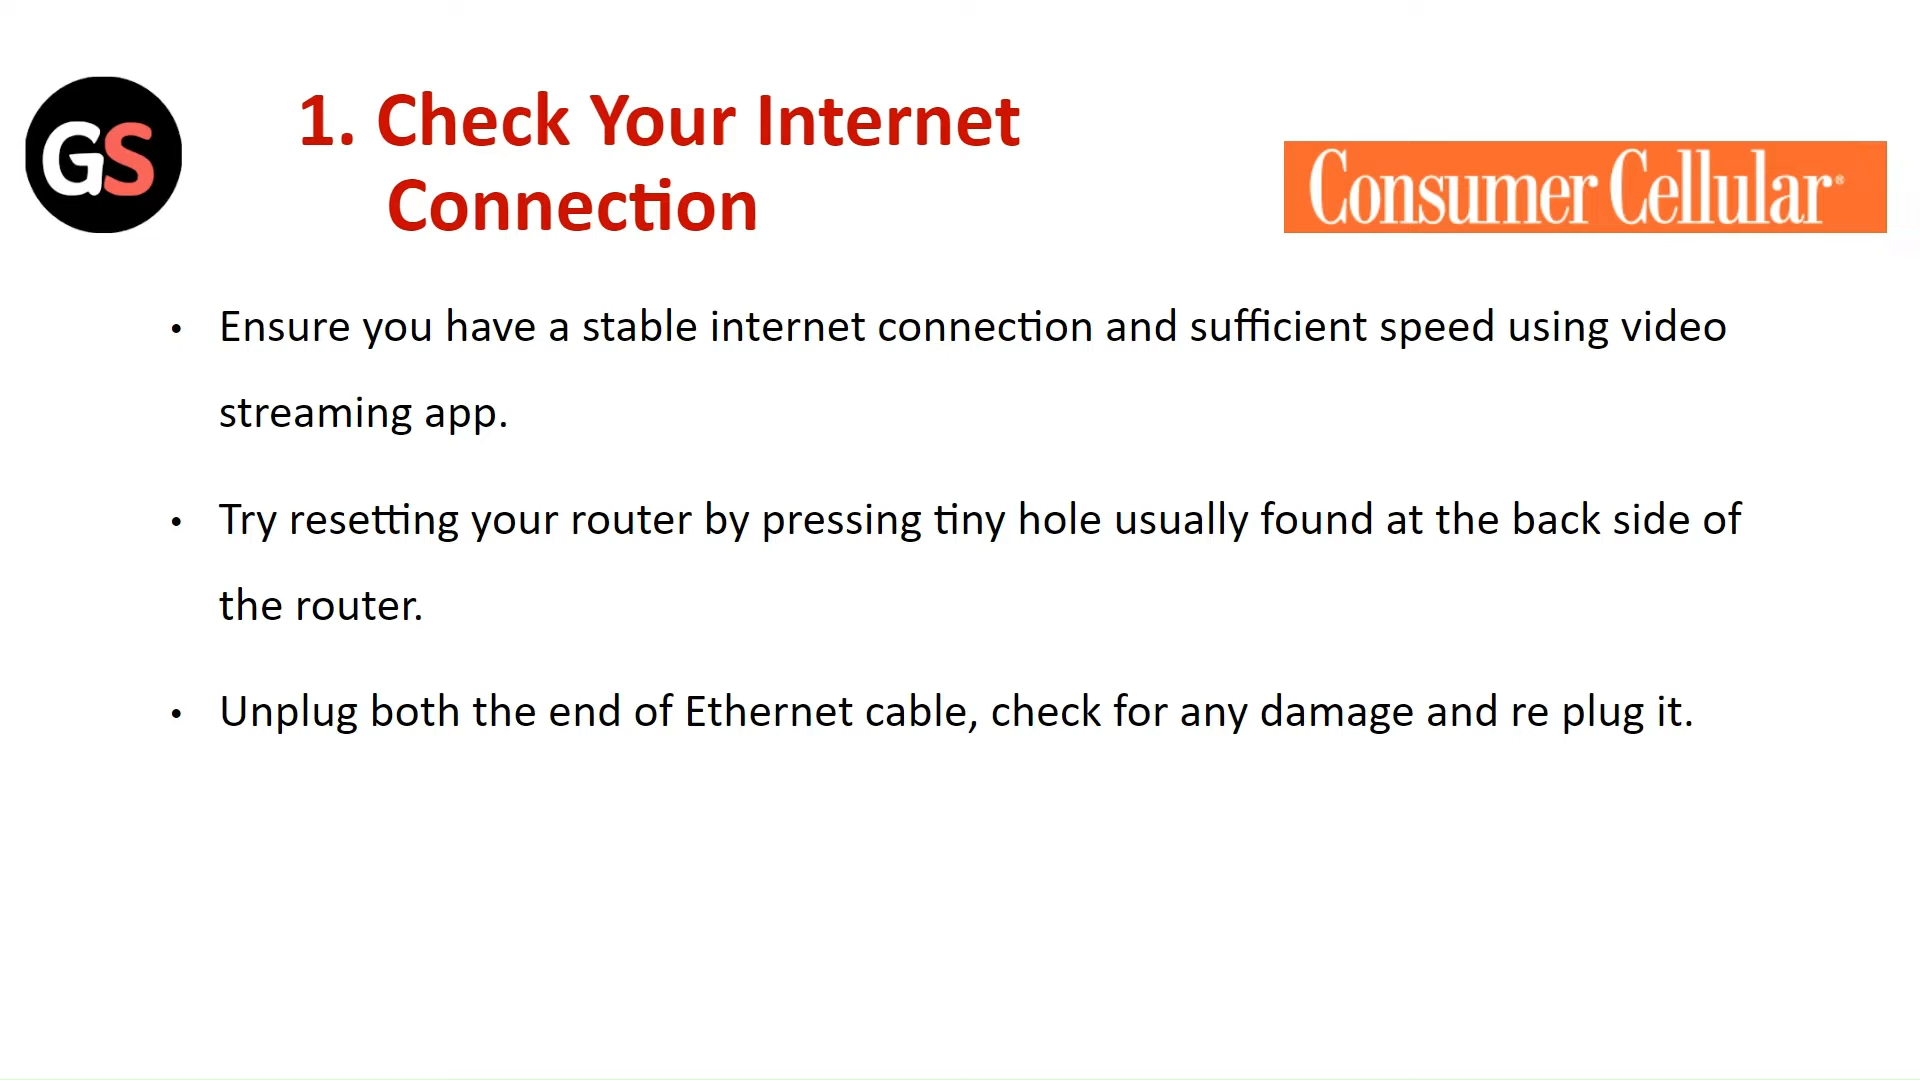 GS
1. Check Your Internet
Connection
Consumer Cellular®
• Ensure you have a stable internet connection and sufficient speed using video
streaming app.
• Try resetting your router by pressing tiny hole usually found at the back side of
the router.
• Unplug both the end of Ethernet cable, check for any damage and re plug it.